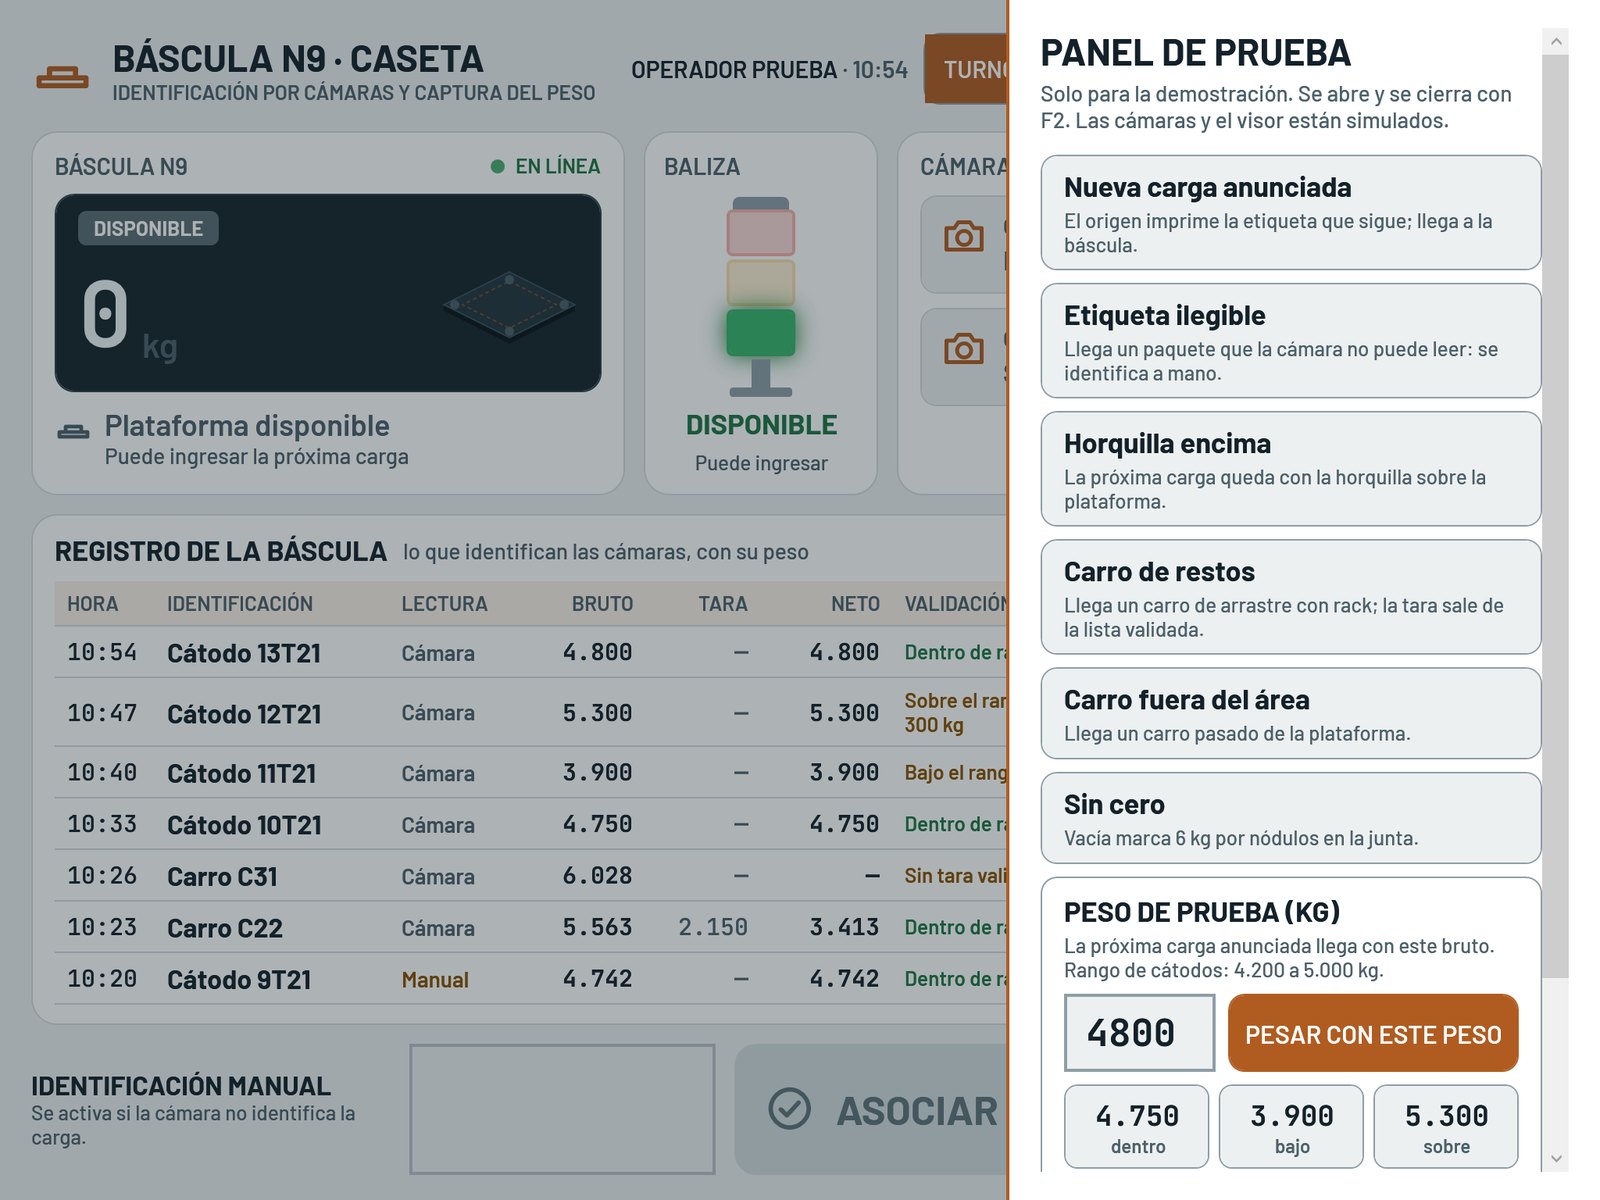 BÁSCULA N9 · CASETA
IDENTIFICACIÓN POR CÁMARAS Y CAPTURA DEL PESO
OPERADOR PRUEBA · 10:54
BÁSCULA N9
EN LÍNEA
DISPONIBLE
0 kg
Plataforma disponible
Puede ingresar la próxima carga
BALIZA
DISPONIBLE
Puede ingresar
REGISTRO DE LA BÁSCULA lo que identifican las cámaras, con su peso
HORA IDENTIFICACIÓN LECTURA BRUTO TARA NETO VALIDACIÓN
10:54 Cátodo 13T21 Cámara 4.800 — 4.800 Dentro de
10:47 Cátodo 12T21 Cámara 5.300 — 5.300 Sobre el
300 kg
10:40 Cátodo 11T21 Cámara 3.900 — 3.900 Bajo el
10:33 Cátodo 10T21 Cámara 4.750 — 4.750 Dentro de
10:26 Carro C31 Cámara 6.028 — — Sin tara
10:23 Carro C22 Cámara 5.563 2.150 3.413 Dentro de
10:20 Cátodo 9T21 Manual 4.742 — 4.742 Dentro de
IDENTIFICACIÓN MANUAL
Se activa si la cámara no identifica la
carga.
ASOCIAR
PANEL DE PRUEBA
Solo para la demostración. Se abre y se cierra con
F2. Las cámaras y el visor están simulados.
Nueva carga anunciada
El origen imprime la etiqueta que sigue; llega a la
báscula.
Etiqueta ilegible
Llega un paquete que la cámara no puede leer: se
identifica a mano.
Horquilla encima
La próxima carga queda con la horquilla sobre la
plataforma.
Carro de restos
Llega un carro de arrastre con rack; la tara sale de
la lista validada.
Carro fuera del área
Llega un carro pasado de la plataforma.
Sin cero
Vacía marca 6 kg por nódulos en la junta.
PESO DE PRUEBA (KG)
La próxima carga anunciada llega con este bruto.
Rango de cátodos: 4.200 a 5.000 kg.
4800
PESAR CON ESTE PESO
4.750 3.900 5.300
dentro bajo sobre